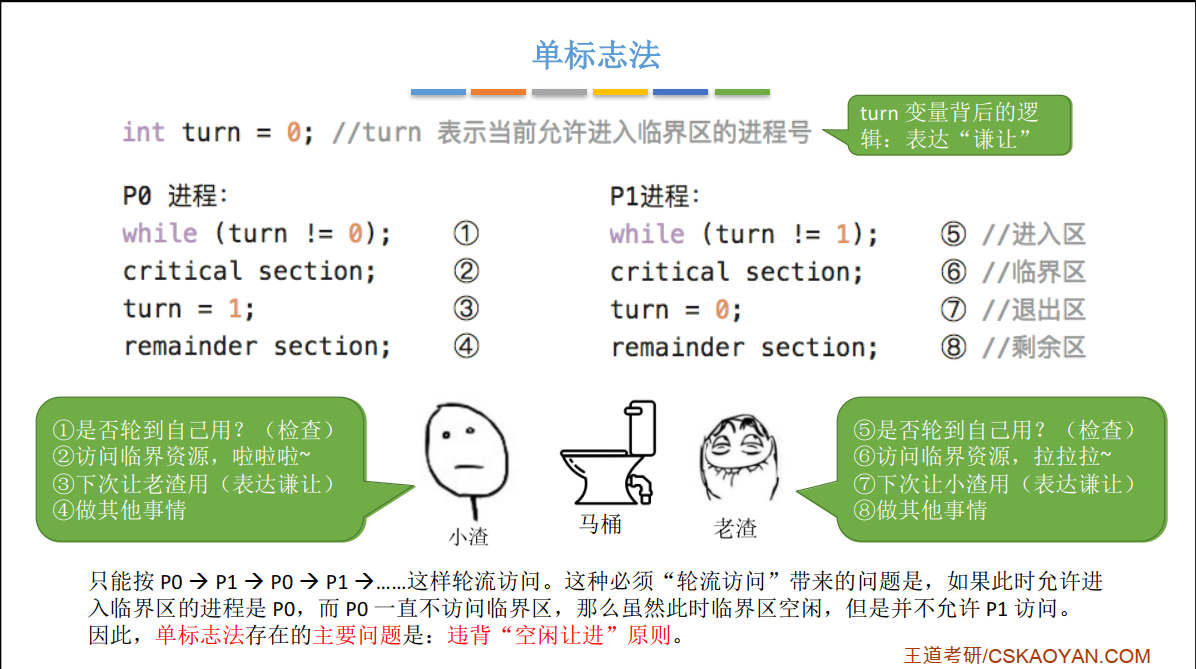 单标志法
int turn = 0; //turn 表示当前允许进入临界区的进程号
turn 变量背后的逻
辑：表达“谦让”
P0 进程：
while (turn != 0); ①
critical section; ②
turn = 1; ③
remainder section; ④
P1进程：
while (turn != 1); ⑤ //进入区
critical section; ⑥ //临界区
turn = 0; ⑦ //退出区
remainder section; ⑧ //剩余区
①是否轮到自己用？（检查）
②访问临界资源，啦啦啦~
③下次让老渣用（表达谦让）
④做其他事情
小渣
马桶
老渣
⑤是否轮到自己用？（检查）
⑥访问临界资源，拉拉拉~
⑦下次让小渣用（表达谦让）
⑧做其他事情
只能按 P0 → P1 → P0 → P1 →……这样轮流访问。这种必须“轮流访问”带来的问题是，如果此时允许进
入临界区的进程是 P0，而 P0 一直不访问临界区，那么虽然此时临界区空闲，但是并不允许 P1 访问。
因此，单标志法存在的主要问题是：违背“空闲让进”原则。
王道考研/CSKAOYAN.COM